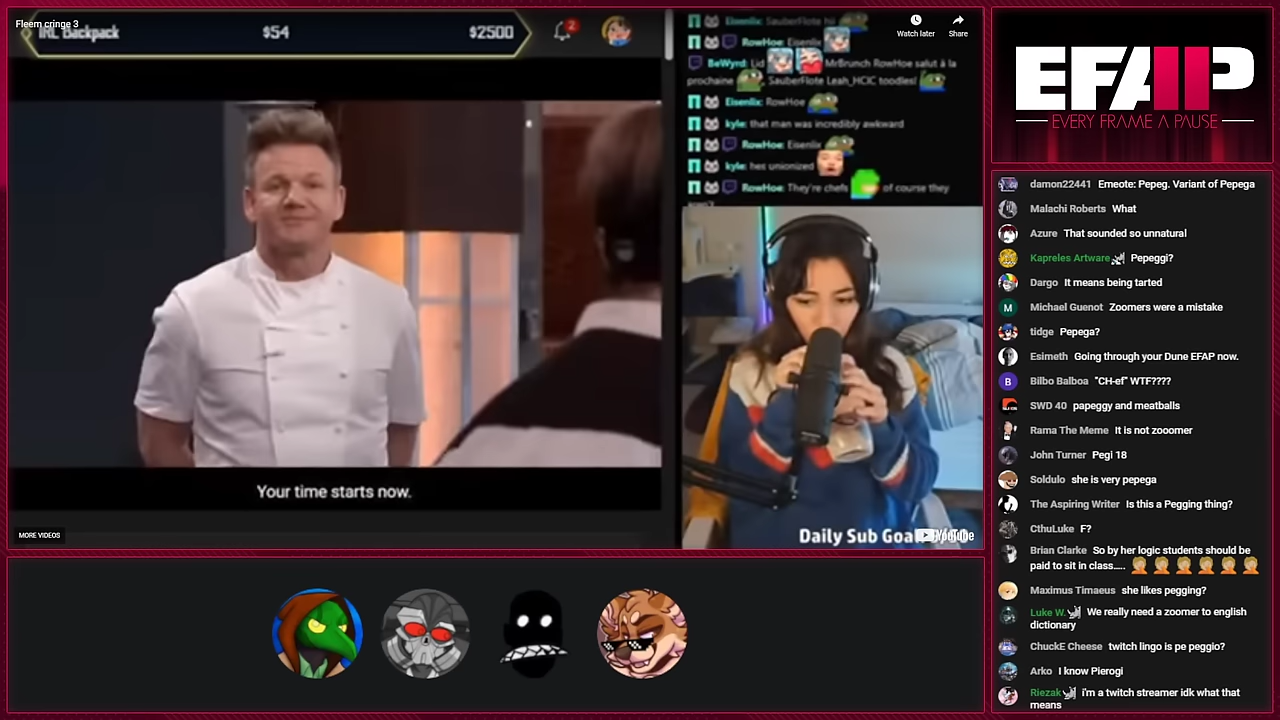 Fleem cringe 3
IRL Backpack
$54
$2500
2
Watch later
Share
Eisenlix: SauberFlote hii
RowHoe: Eisenlix
BeWyrd: Lid MrBrunch RowHoe salut à la
prochaine , SauberFlote Leah_HCIC toodles!
Eisenlix: RowHoe
kyle: that man was incredibly awkward
RowHoe: Eisenlix
kyle: hes unionized
RowHoe: They're chefs of course they
Your time starts now.
MORE VIDEOS
Daily Sub Goal
YouTube
EFAP
EVERY FRAME A PAUSE
damon22441 Emeote: Pepeg. Variant of Pepega
Malachi Roberts What
Azure That sounded so unnatural
Kapreles Artware Pepeggi?
Dargo It means being tarted
M
Michael Guenot Zoomers were a mistake
tidge Pepega?
Esimeth Going through your Dune EFAP now.
B
Bilbo Balboa "CH-ef" WTF????
SWD 40 papeggy and meatballs
Rama The Meme It is not zooomer
John Turner Pegi 18
Soldulo she is very pepega
The Aspiring Writer Is this a Pegging thing?
CthuLuke F?
Brian Clarke So by her logic students should be
paid to sit in class.....
Maximus Timaeus she likes pegging?
Luke W. We really need a zoomer to english
dictionary
ChuckE Cheese twitch lingo is pe peggio?
Arko I know Pierogi
Riezak i'm a twitch streamer idk what that
means